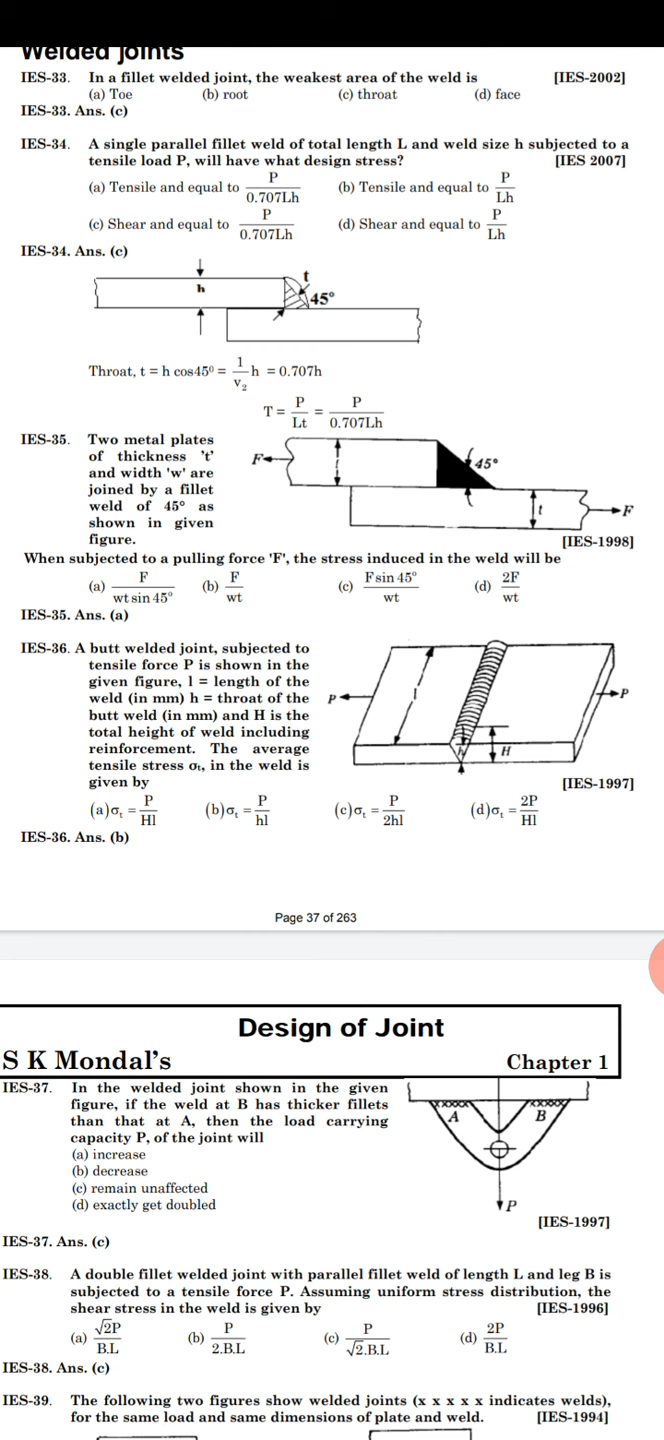 Welded joints
IES-33. In a fillet welded joint, the weakest area of the weld is [IES-2002]
(a) Toe (b) root (c) throat (d) face
IES-33. Ans. (c)
IES-34. A single parallel fillet weld of total length L and weld size h subjected to a
tensile load P, will have what design stress? [IES 2007]
(a) Tensile and equal to P/0.707Lh (b) Tensile and equal to P/Lh
(c) Shear and equal to P/0.707Lh (d) Shear and equal to P/Lh
IES-34. Ans. (c)
h t 45°
Throat, t = h cos45⁰ = 1/v₂ h = 0.707h
T = P/Lt = P/0.707Lh
IES-35. Two metal plates
of thickness 't'
and width 'w' are
joined by a fillet
weld of 45° as
shown in given
figure.
F t 45° t F
[IES-1998]
When subjected to a pulling force 'F', the stress induced in the weld will be
(a) F/wt sin 45° (b) F/wt (c) F sin 45°/wt (d) 2F/wt
IES-35. Ans. (a)
IES-36. A butt welded joint, subjected to
tensile force P is shown in the
given figure, l = length of the
weld (in mm) h = throat of the
butt weld (in mm) and H is the
total height of weld including
reinforcement. The average
tensile stress σt, in the weld is
given by
P l h H P
[IES-1997]
(a)σt = P/Hl (b)σt = P/hl (c)σt = P/2hl (d)σt = 2P/Hl
IES-36. Ans. (b)
Page 37 of 263
Design of Joint
S K Mondal's Chapter 1
IES-37. In the welded joint shown in the given
figure, if the weld at B has thicker fillets
than that at A, then the load carrying
capacity P, of the joint will
(a) increase
(b) decrease
(c) remain unaffected
(d) exactly get doubled
A B
P
[IES-1997]
IES-37. Ans. (c)
IES-38. A double fillet welded joint with parallel fillet weld of length L and leg B is
subjected to a tensile force P. Assuming uniform stress distribution, the
shear stress in the weld is given by [IES-1996]
(a) √2P/B.L (b) P/2.B.L (c) P/√2.B.L (d) 2P/B.L
IES-38. Ans. (c)
IES-39. The following two figures show welded joints (x x x x x indicates welds),
for the same load and same dimensions of plate and weld. [IES-1994]